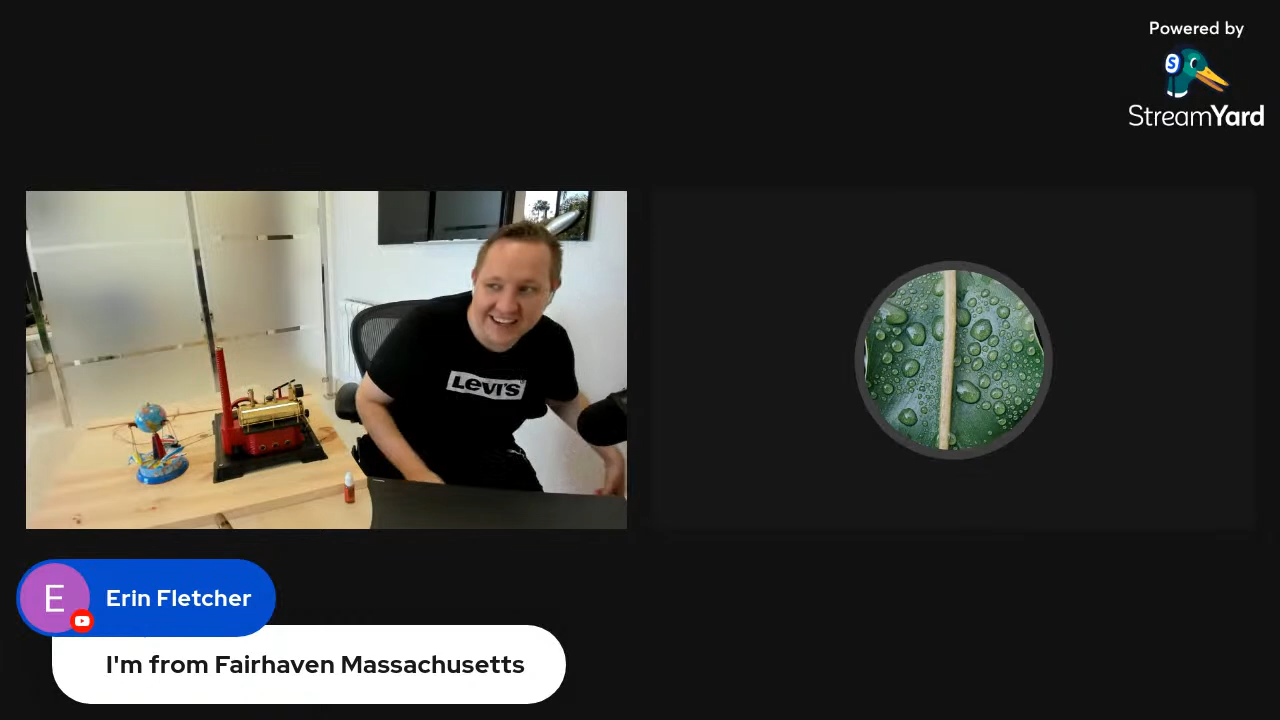 Powered by
S
StreamYard
LEVI'S
E
Erin Fletcher
I'm from Fairhaven Massachusetts